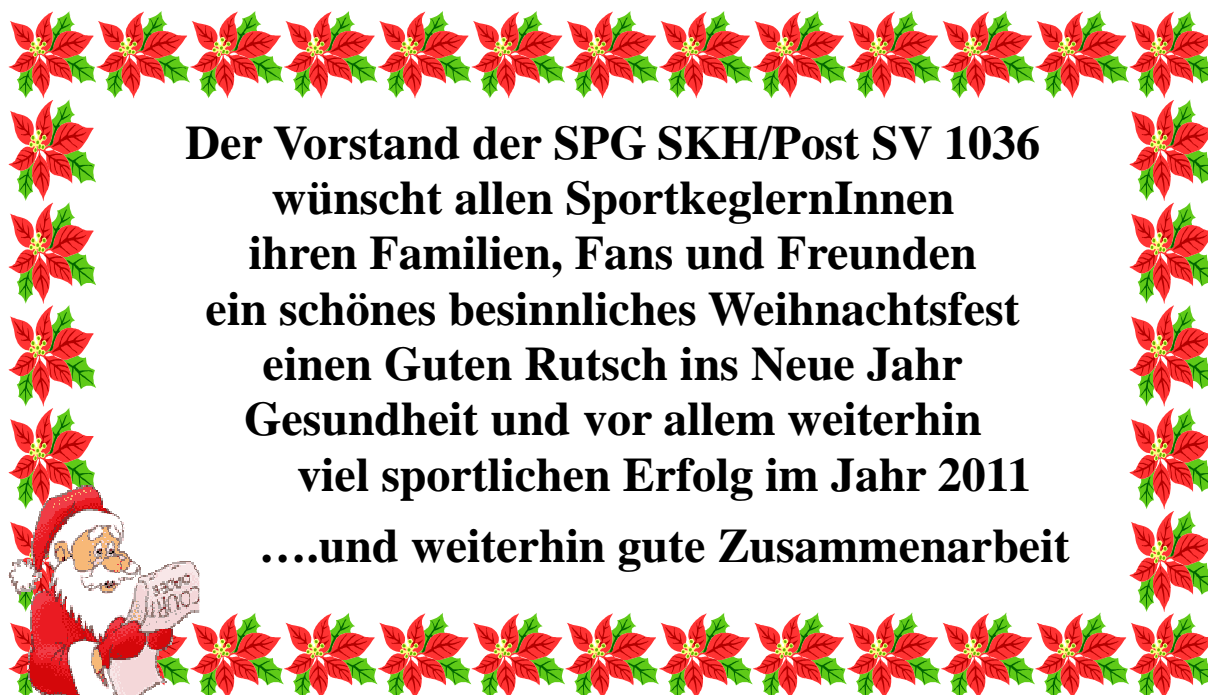 Der Vorstand der SPG SKH/Post SV 1036
wünscht allen SportkeglernInnen
ihren Familien, Fans und Freunden
ein schönes besinnliches Weihnachtsfest
einen Guten Rutsch ins Neue Jahr
Gesundheit und vor allem weiterhin
viel sportlichen Erfolg im Jahr 2011
….und weiterhin gute Zusammenarbeit
COURT
ORDER